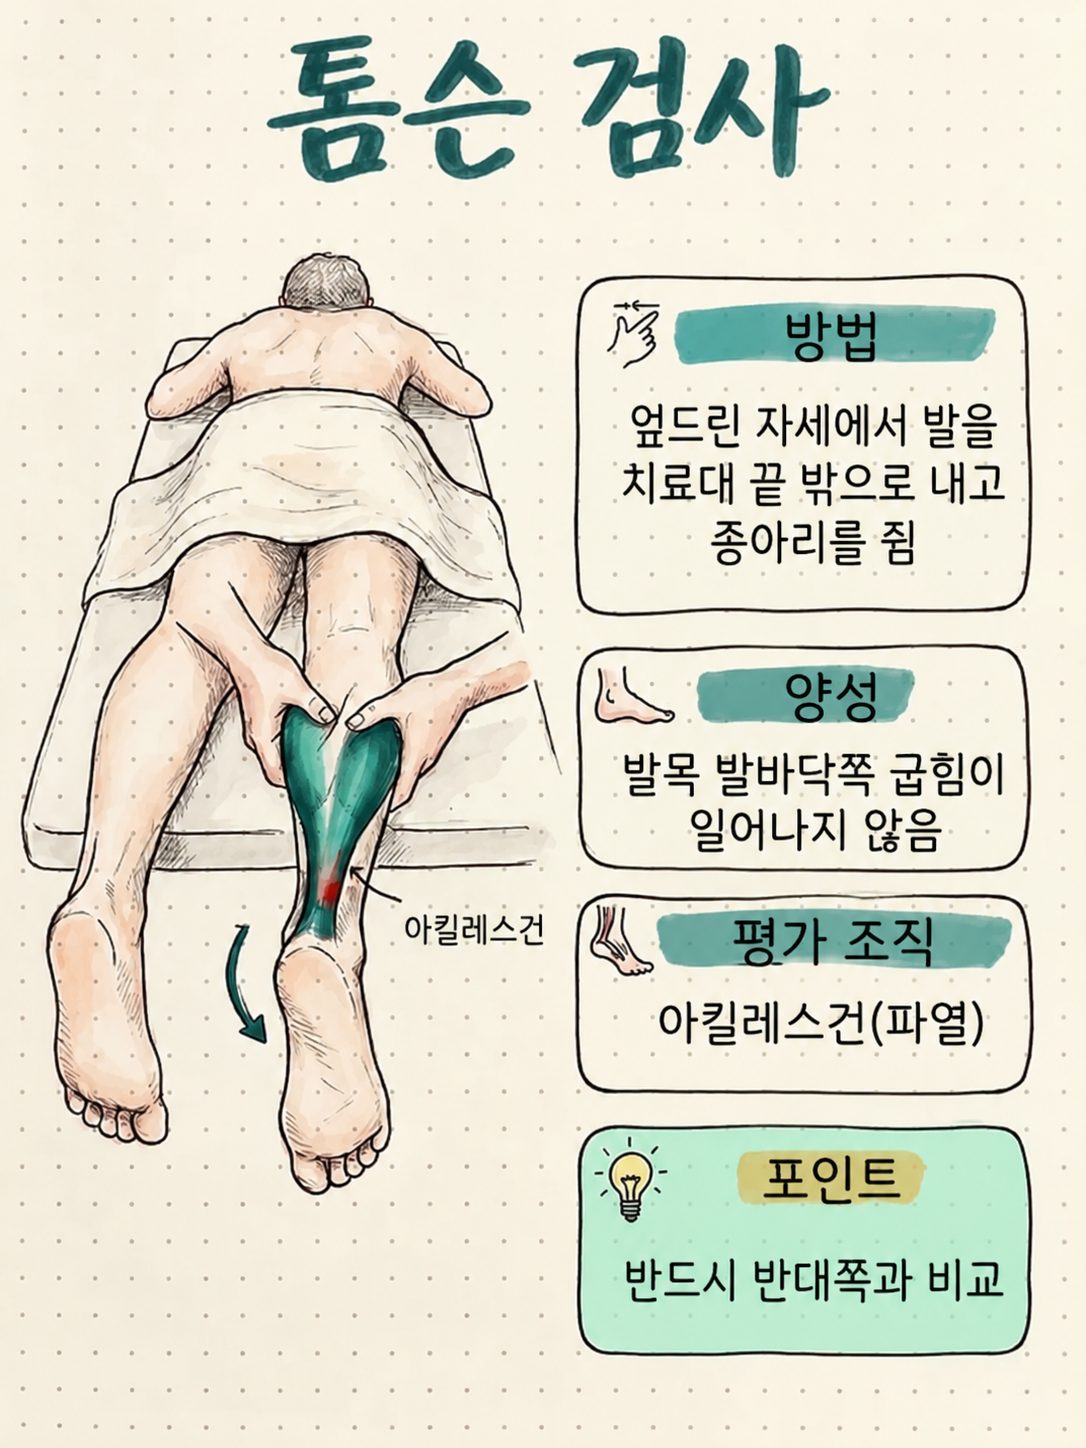 톰슨 검사
방법
엎드린 자세에서 발을
치료대 끝 밖으로 내고
종아리를 쥠
양성
발목 발바닥쪽 굽힘이
일어나지 않음
아킬레스건
평가 조직
아킬레스건(파열)
포인트
반드시 반대쪽과 비교